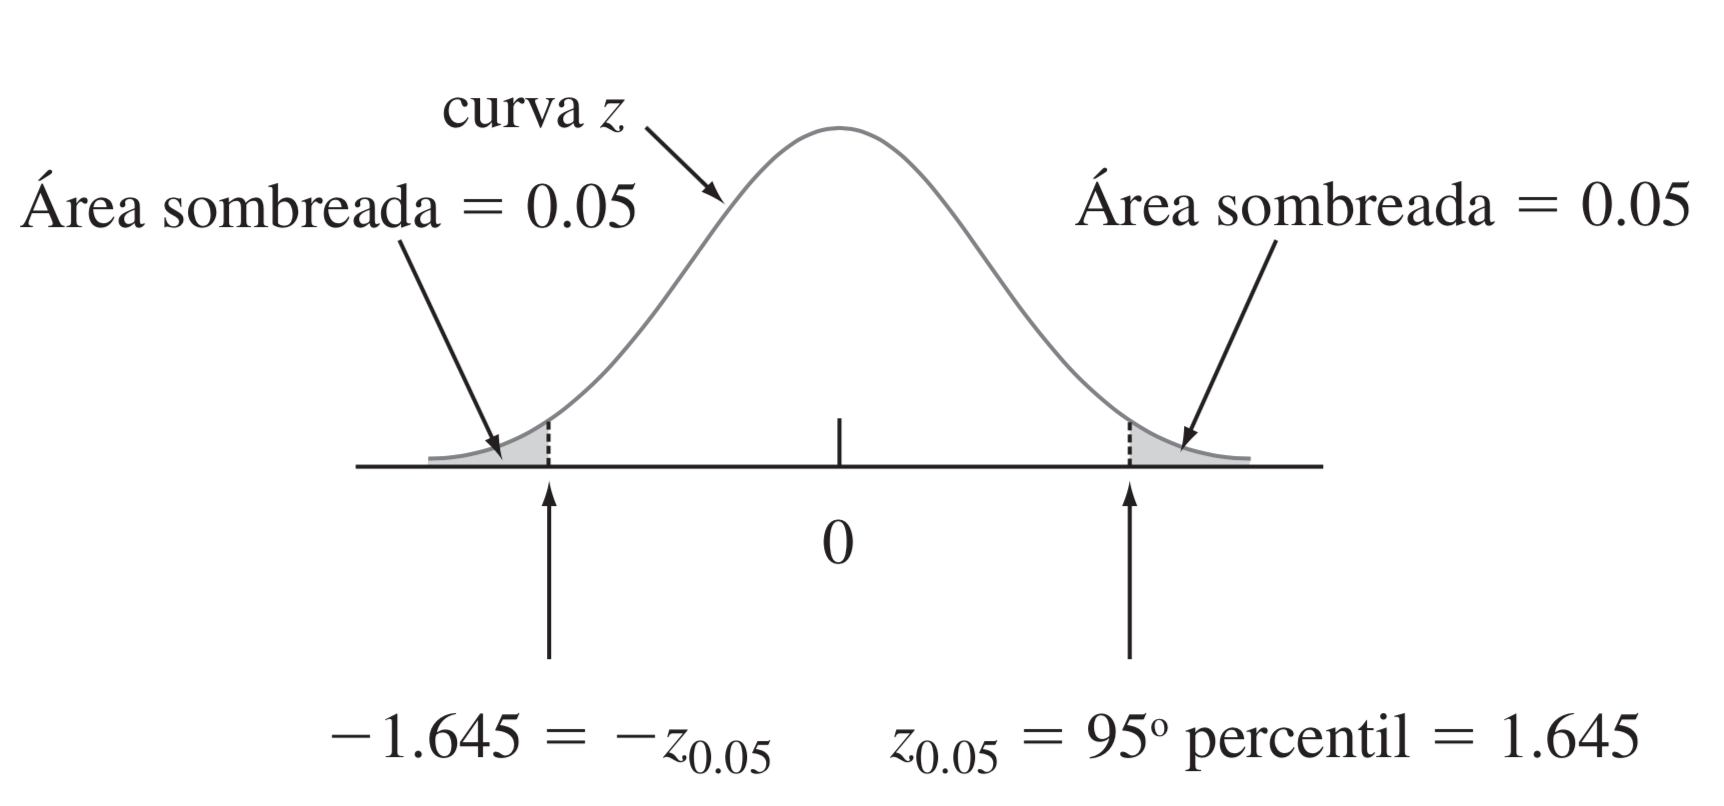 curva z
Área sombreada = 0.05
Área sombreada = 0.05
0
−1.645 = −z0.05
z0.05 = 95º percentil = 1.645